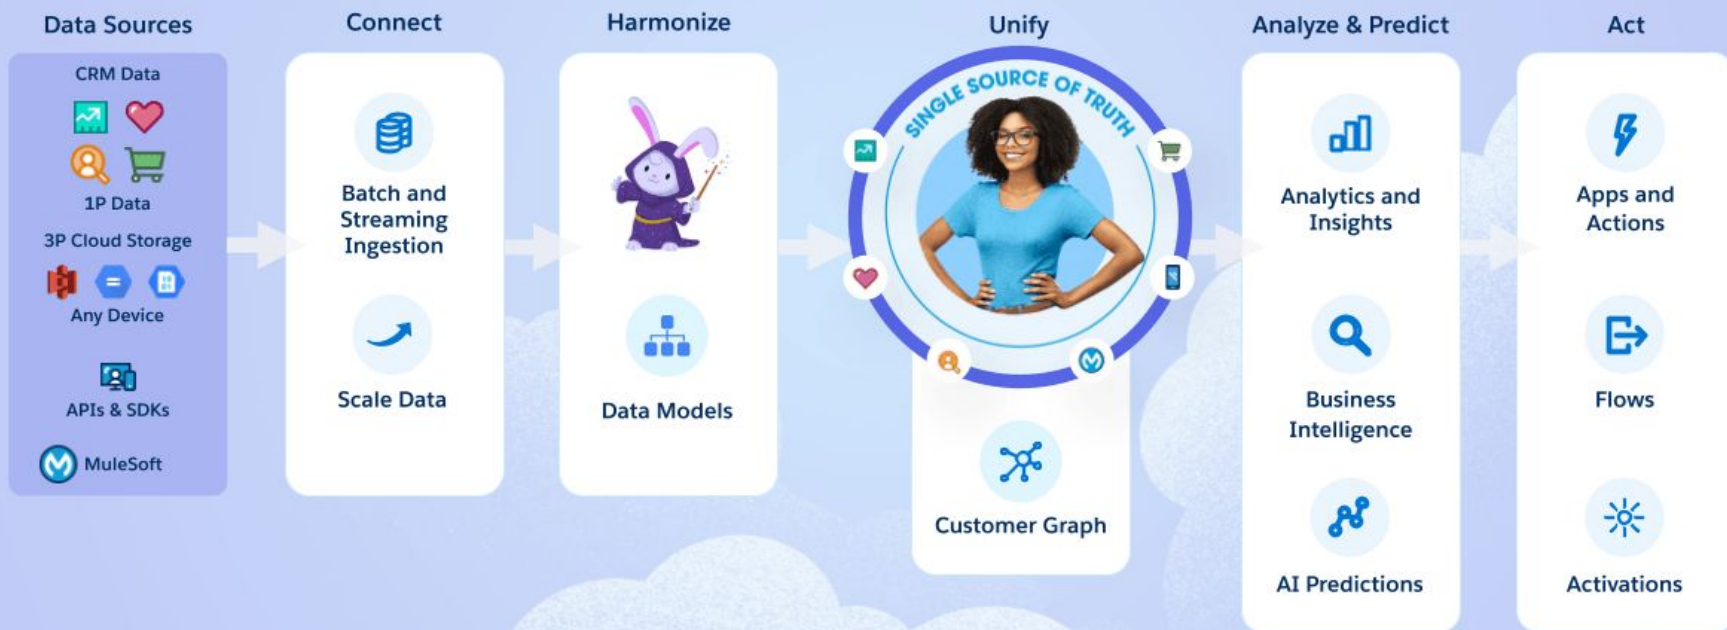 Data Sources
CRM Data
1P Data
3P Cloud Storage
Any Device
APIs & SDKs
MuleSoft
Connect
Batch and
Streaming
Ingestion
Scale Data
Harmonize
Data Models
Unify
SINGLE SOURCE OF TRUTH
Customer Graph
Analyze & Predict
Analytics and
Insights
Business
Intelligence
AI Predictions
Act
Apps and
Actions
Flows
Activations